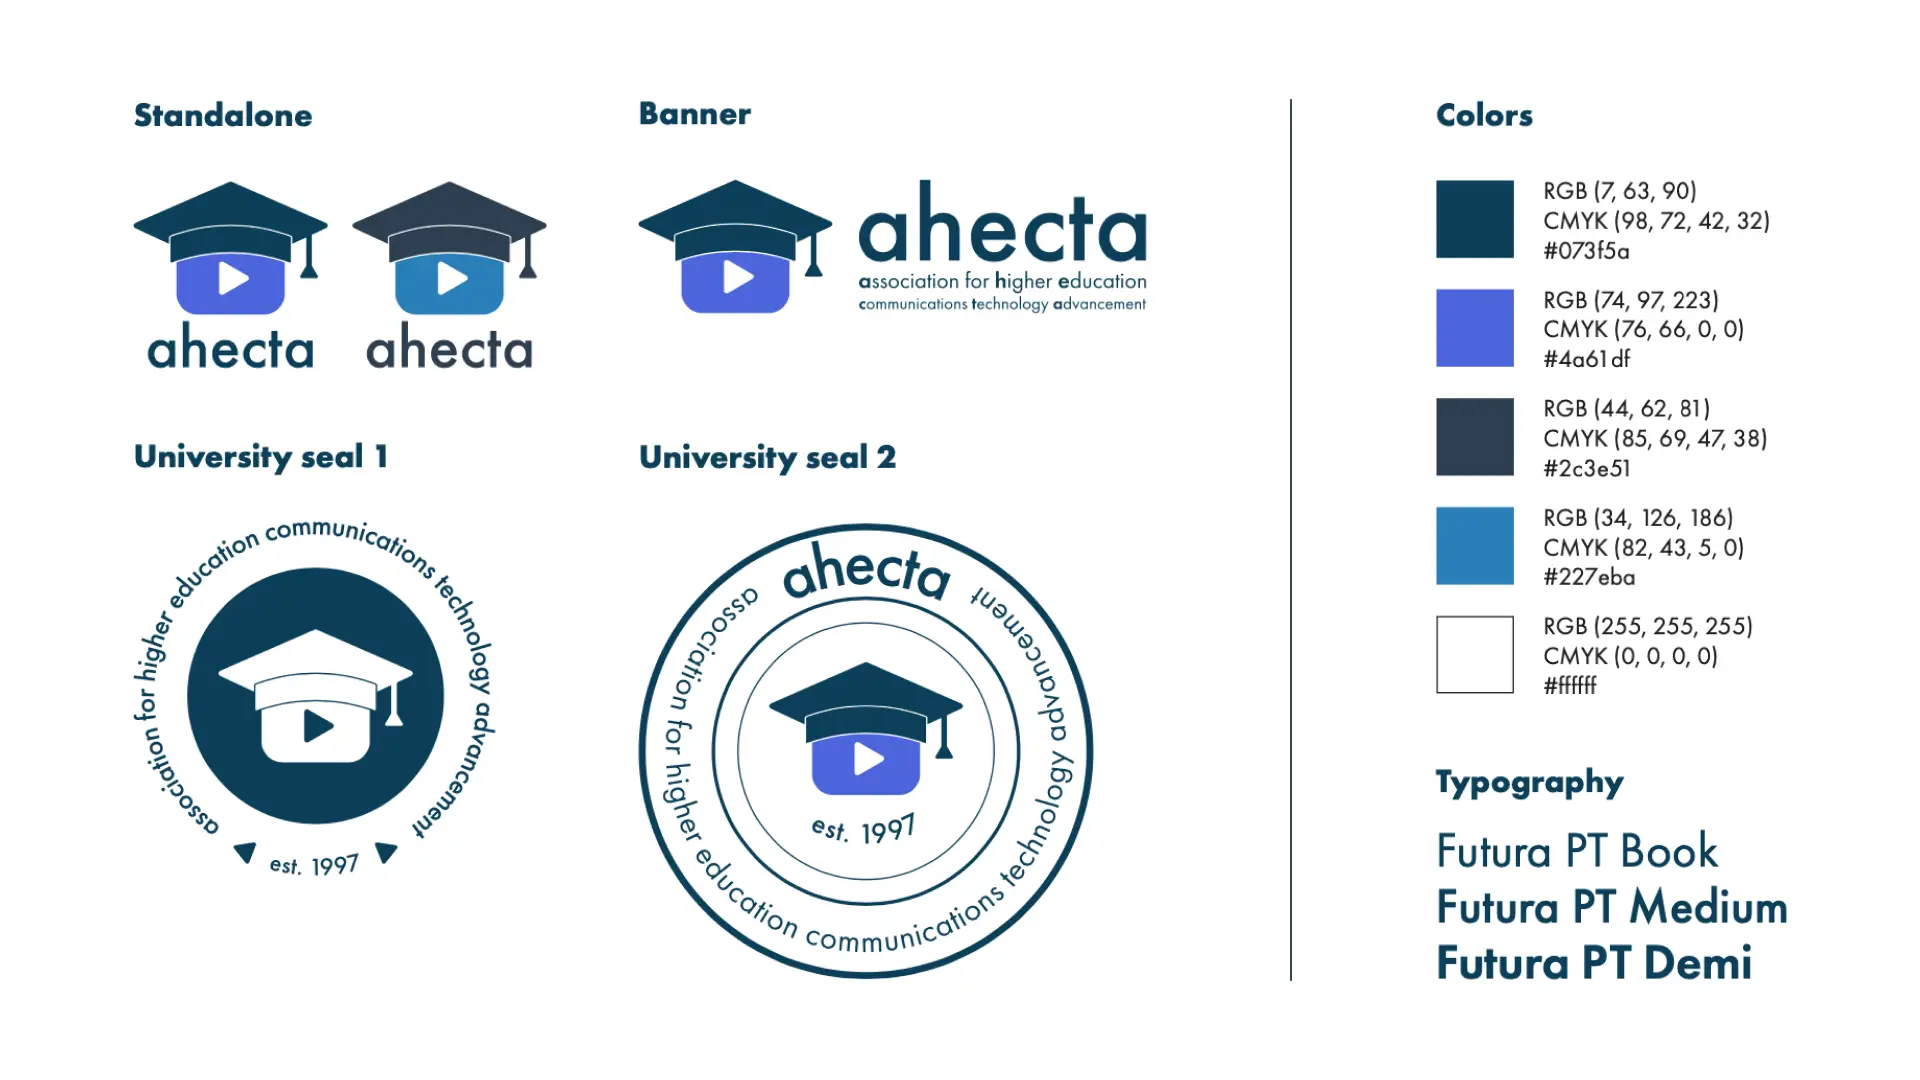 Standalone
ahecta
ahecta
Banner
ahecta
association for higher education
communications technology advancement
University seal 1
association for higher education communications technology advancement
est. 1997
University seal 2
ahecta
association for higher education communications technology advancement
est. 1997
Colors
RGB (7, 63, 90)
CMYK (98, 72, 42, 32)
#073f5a
RGB (74, 97, 223)
CMYK (76, 66, 0, 0)
#4a61df
RGB (44, 62, 81)
CMYK (85, 69, 47, 38)
#2c3e51
RGB (34, 126, 186)
CMYK (82, 43, 5, 0)
#227eba
RGB (255, 255, 255)
CMYK (0, 0, 0, 0)
#ffffff
Typography
Futura PT Book
Futura PT Medium
Futura PT Demi